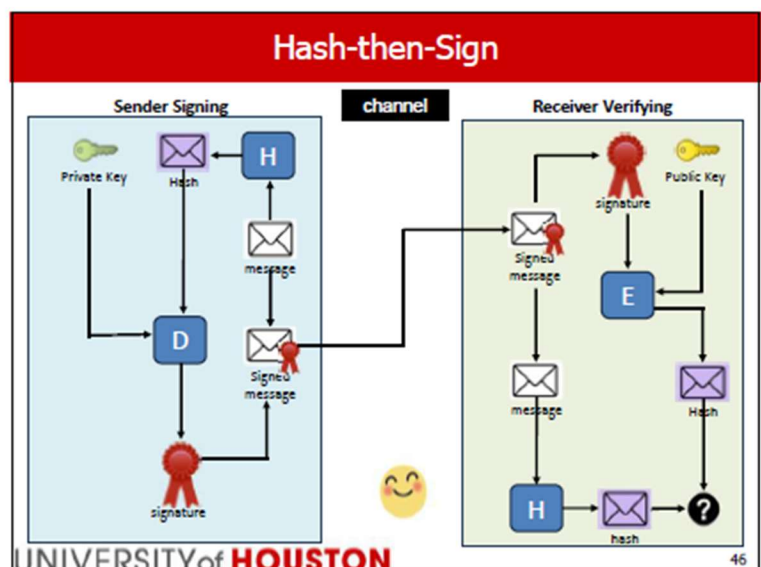 Hash-then-Sign
Sender Signing
channel
Receiver Verifying
Private Key
Hash
H
message
D
Signed
message
signature
signature
Public Key
Signed
message
E
message
Hash
H
hash
?
UNIVERSITY of HOUSTON
46